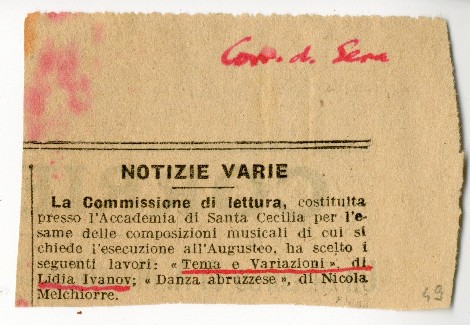 Corr. d. Sera
NOTIZIE VARIE
La Commissione di lettura, costituita
presso l'Accademia di Santa Cecilia per l'e-
same delle composizioni musicali di cui si
chiede l'esecuzione all'Augusteo, ha scelto i
seguenti lavori: « Tema e Variazioni », di
Lidia Ivanov; « Danza abruzzese », di Nicola
Melchiorre.
49